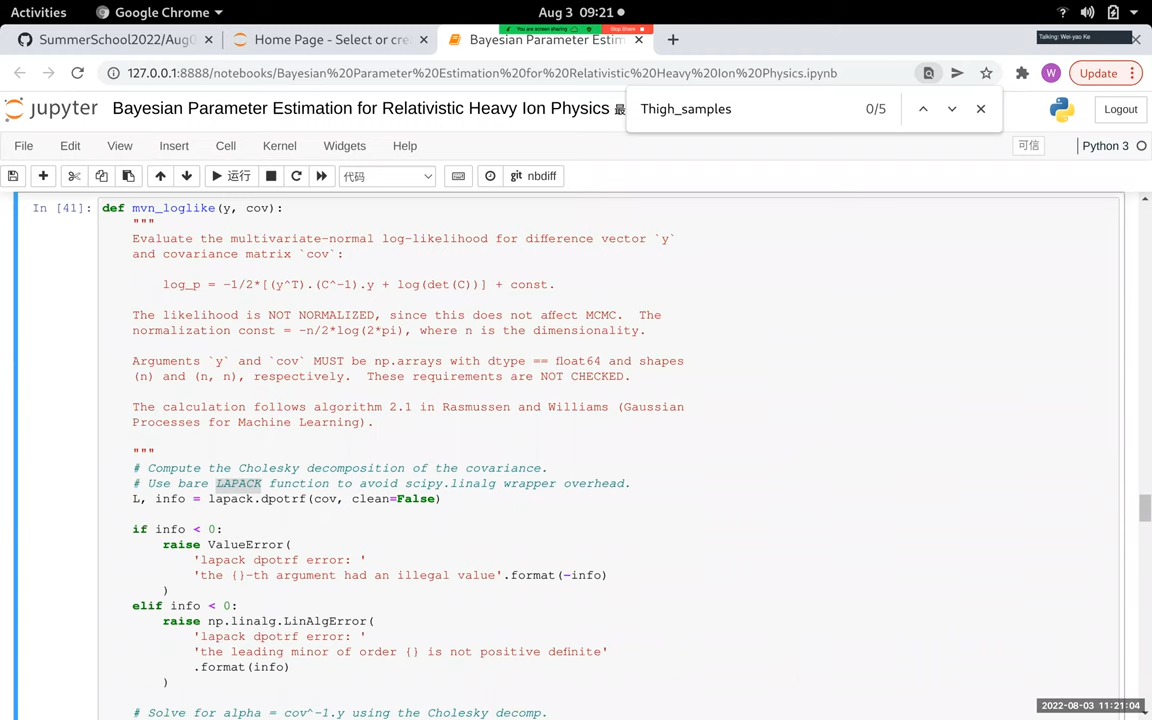 Activities
Google Chrome
Aug 3 09:21
You are screen sharing
Stop Share
SummerSchool2022/Aug0
Home Page - Select or cre
Bayesian Parameter Estim
Talking: Wei-yao Ke
127.0.0.1:8888/notebooks/Bayesian%20Parameter%20Estimation%20for%20Relativistic%20Heavy%20Ion%20Physics.ipynb
W
Update
Thigh_samples
0/5
jupyter
Bayesian Parameter Estimation for Relativistic Heavy Ion Physics 最
Logout
File Edit View Insert Cell Kernel Widgets Help
可信
Python 3
运行
代码
git nbdiff
In [41]: def mvn_loglike(y, cov):
"""
Evaluate the multivariate-normal log-likelihood for difference vector `y`
and covariance matrix `cov`:
log_p = -1/2*[(y^T).(C^-1).y + log(det(C))] + const.
The likelihood is NOT NORMALIZED, since this does not affect MCMC. The
normalization const = -n/2*log(2*pi), where n is the dimensionality.
Arguments `y` and `cov` MUST be np.arrays with dtype == float64 and shapes
(n) and (n, n), respectively. These requirements are NOT CHECKED.
The calculation follows algorithm 2.1 in Rasmussen and Williams (Gaussian
Processes for Machine Learning).
"""
# Compute the Cholesky decomposition of the covariance.
# Use bare LAPACK function to avoid scipy.linalg wrapper overhead.
L, info = lapack.dpotrf(cov, clean=False)
if info < 0:
raise ValueError(
'lapack dpotrf error: '
'the {}-th argument had an illegal value'.format(-info)
)
elif info < 0:
raise np.linalg.LinAlgError(
'lapack dpotrf error: '
'the leading minor of order {} is not positive definite'
.format(info)
)
# Solve for alpha = cov^-1.y using the Cholesky decomp.
2022-08-03 11:21:04